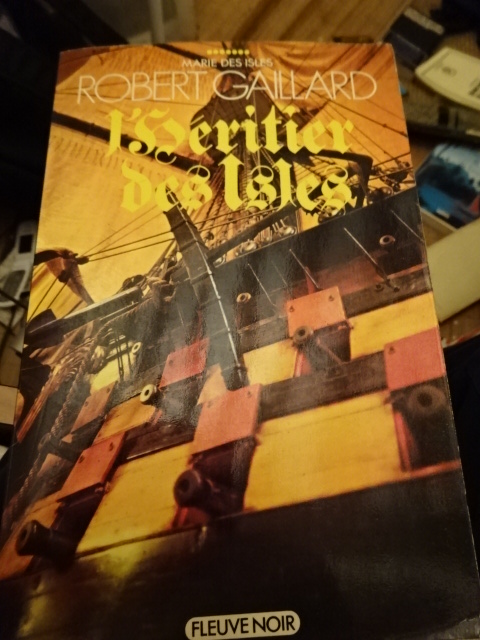 MARIE DES ISLES
ROBERT GAILLARD
l'Héritier
des Isles
FLEUVE NOIR